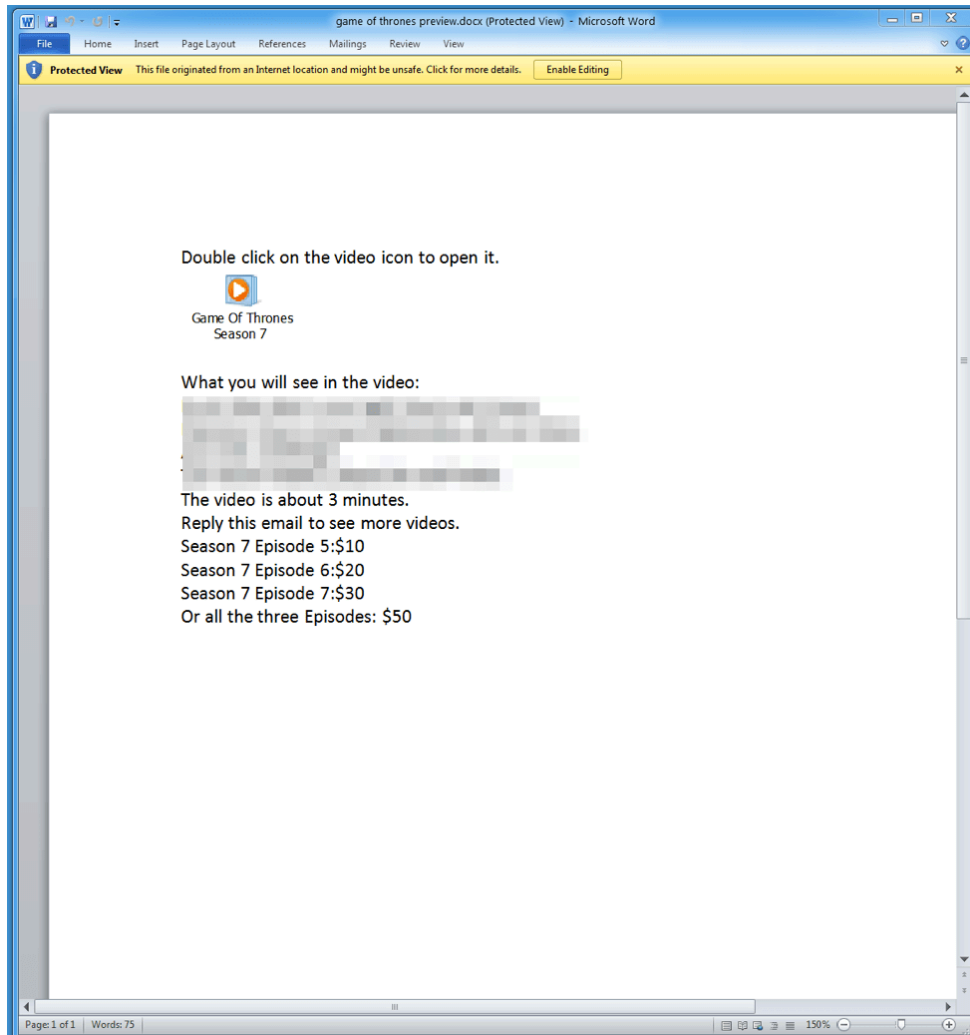 game of thrones preview.docx (Protected View) - Microsoft Word
File Home Insert Page Layout References Mailings Review View
Protected View This file originated from an Internet location and might be unsafe. Click for more details. Enable Editing
Double click on the video icon to open it.
Game Of Thrones
Season 7
What you will see in the video:
The video is about 3 minutes.
Reply this email to see more videos.
Season 7 Episode 5:$10
Season 7 Episode 6:$20
Season 7 Episode 7:$30
Or all the three Episodes: $50
Page: 1 of 1 Words: 75 150%